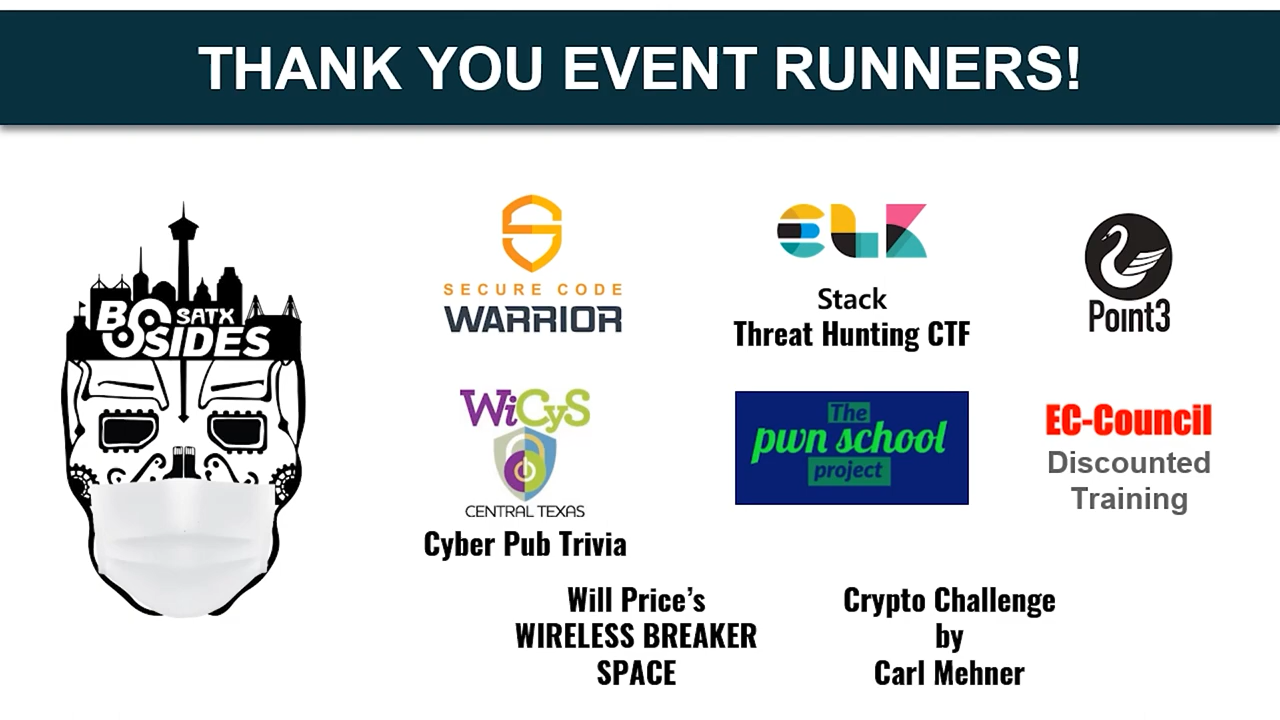 THANK YOU EVENT RUNNERS!
BSIDES
SATX
SECURE CODE
WARRIOR
ELK
Stack
Threat Hunting CTF
Point3
WiCyS
CENTRAL TEXAS
Cyber Pub Trivia
The
pwn school
project
EC-Council
Discounted
Training
Will Price's
WIRELESS BREAKER
SPACE
Crypto Challenge
by
Carl Mehner